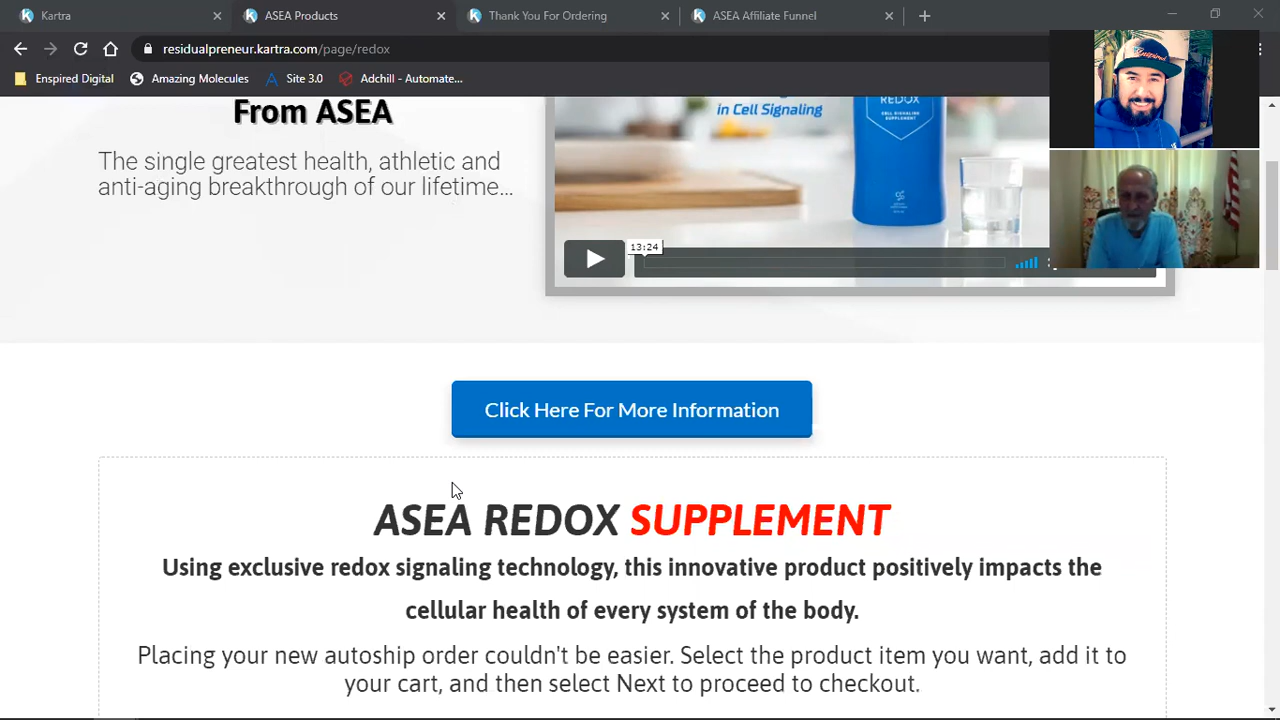 Kartra
ASEA Products
Thank You For Ordering
ASEA Affiliate Funnel
residualpreneur.kartra.com/page/redox
Enspired Digital
Amazing Molecules
Site 3.0
Adchill - Automate...
From ASEA
The single greatest health, athletic and
anti-aging breakthrough of our lifetime...
in Cell Signaling
REDOX
CELL SIGNALING
SUPPLEMENT
13:24
Click Here For More Information
ASEA REDOX SUPPLEMENT
Using exclusive redox signaling technology, this innovative product positively impacts the
cellular health of every system of the body.
Placing your new autoship order couldn't be easier. Select the product item you want, add it to
your cart, and then select Next to proceed to checkout.